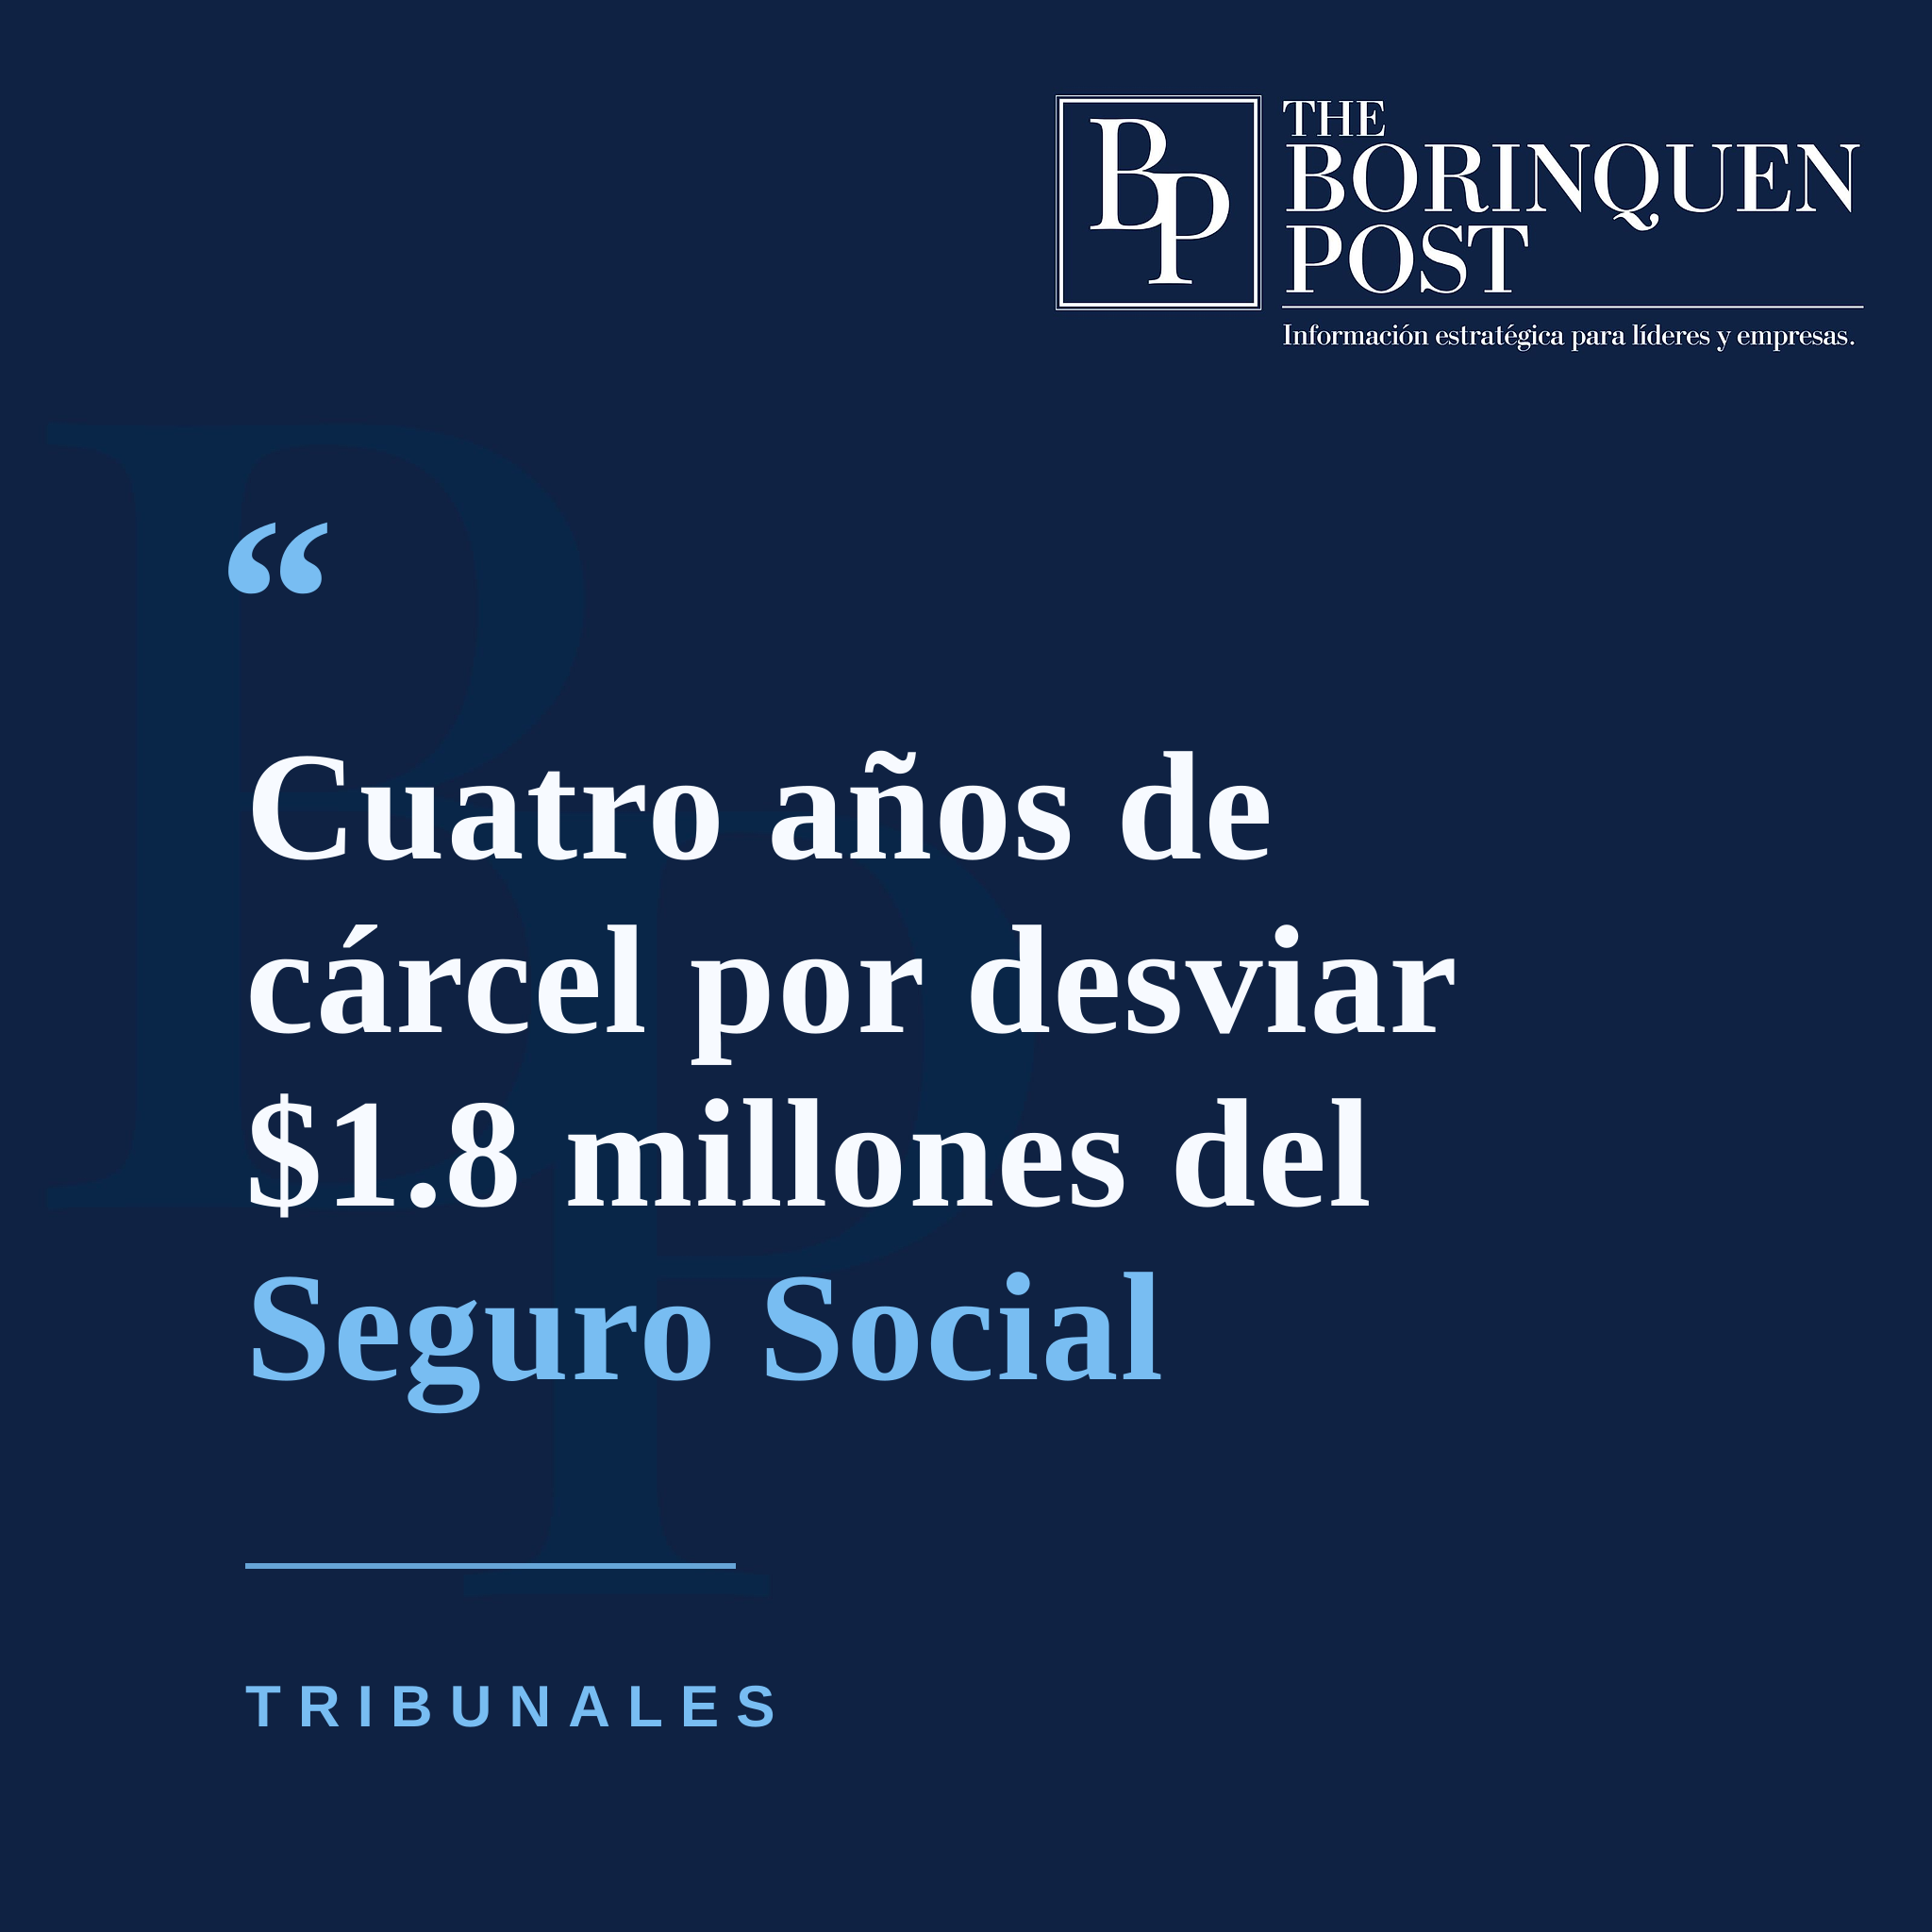 BP
THE
BORINQUEN
POST
Información estratégica para líderes y empresas.
“
Cuatro años de
cárcel por desviar
$1.8 millones del
Seguro Social
TRIBUNALES